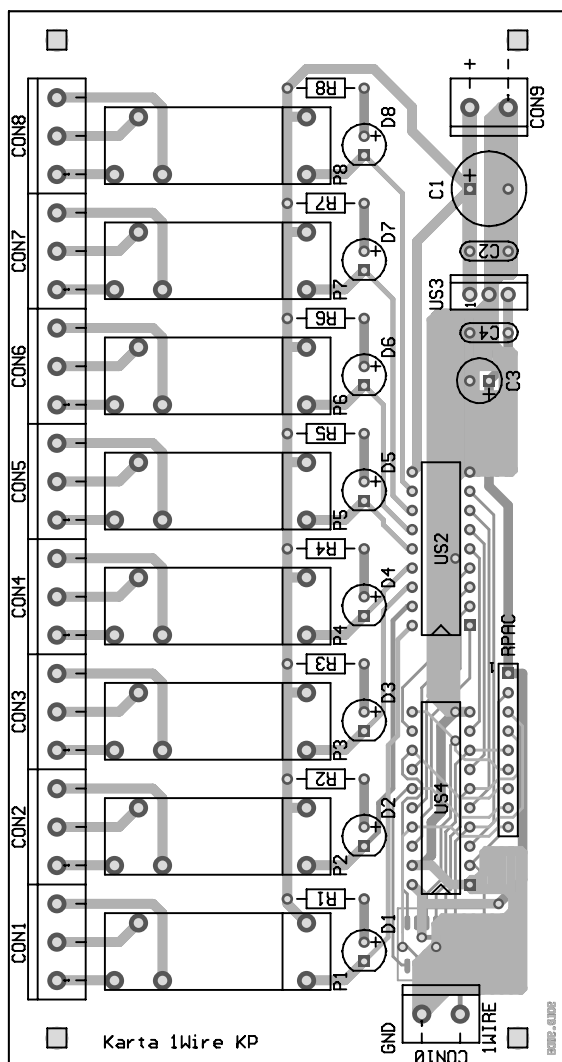 + -
CON9
CON8
R8
D8
P8
+
C1
+
CON7
R7
D7
P7
+
C2
US3
1
CON6
R6
D6
P6
+
C4
C3
+
CON5
R5
D5
P5
+
US2
CON4
R4
D4
P4
+
RPAC
1
CON3
R3
D3
P3
+
CON2
R2
D2
P2
+
US4
CON1
R1
D1
P1
+
GND
1WIRE
CON10
Karta 1Wire KP